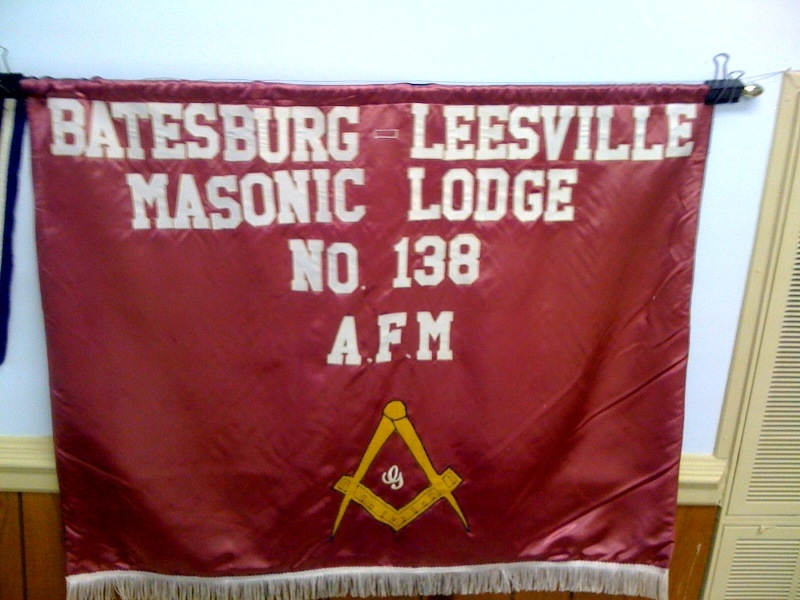 BATESBURG - LEESVILLE
MASONIC LODGE
NO. 138
A.F.M
G